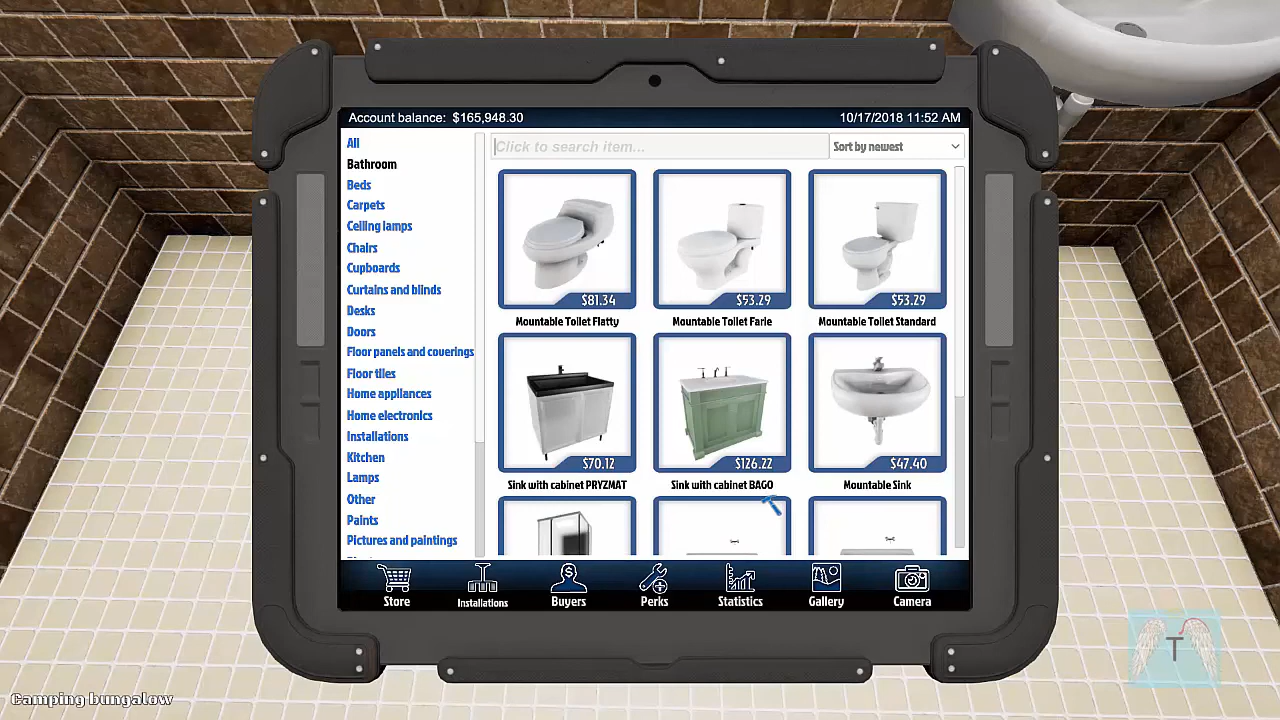 Account balance: $165,948.30
10/17/2018 11:52 AM
All
Bathroom
Beds
Carpets
Ceiling lamps
Chairs
Cupboards
Curtains and blinds
Desks
Doors
Floor panels and coverings
Floor tiles
Home appliances
Home electronics
Installations
Kitchen
Lamps
Other
Paints
Pictures and paintings
Click to search item...
Sort by newest
$81.34
$53.29
$53.29
Mountable Toilet Flatty
Mountable Toilet Farie
Mountable Toilet Standard
$70.12
$126.22
$47.40
Sink with cabinet PRYZMAT
Sink with cabinet BAGO
Mountable Sink
Store
Installations
Buyers
Perks
Statistics
Gallery
Camera
Camping bungalow
T